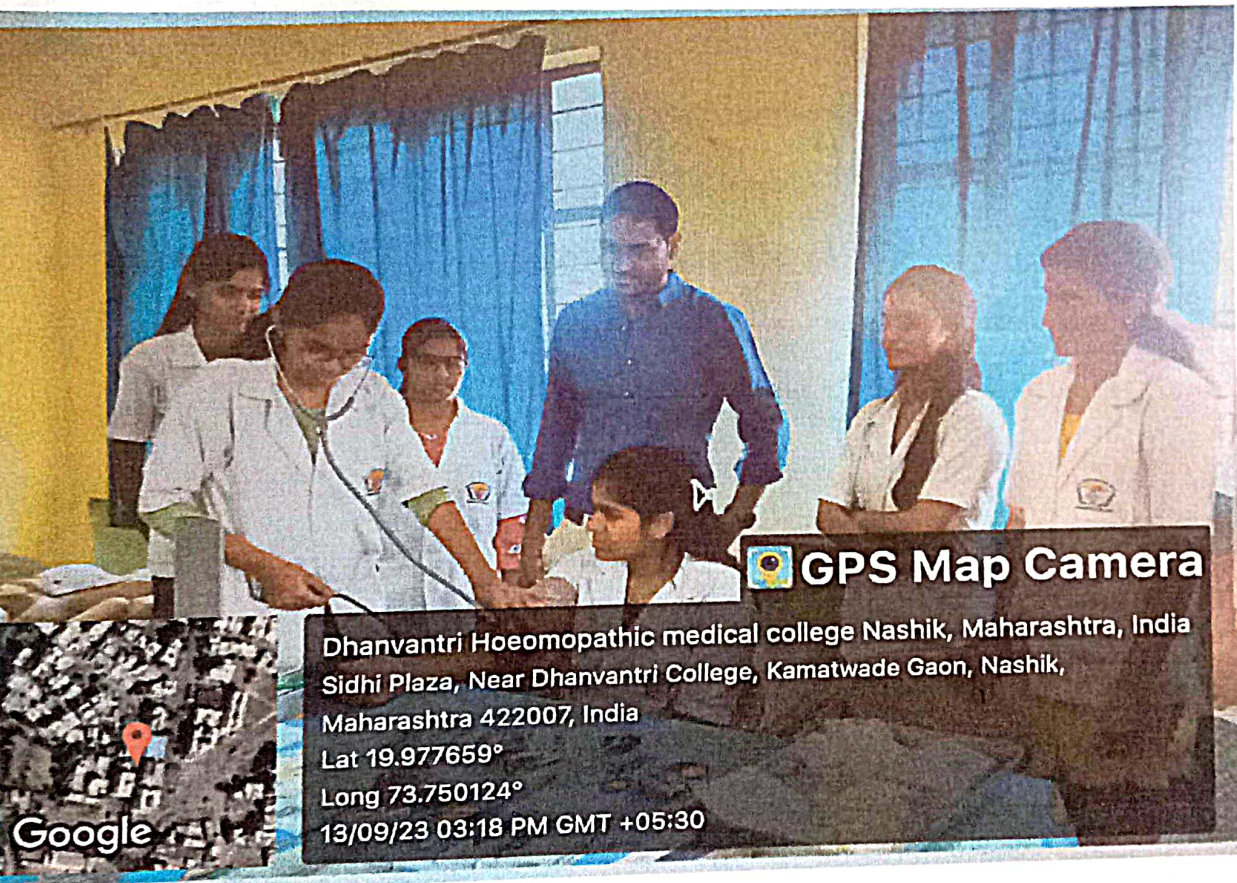 GPS Map Camera
Dhanvantri Hoeomopathic medical college Nashik, Maharashtra, India
Sidhi Plaza, Near Dhanvantri College, Kamatwade Gaon, Nashik,
Maharashtra 422007, India
Lat 19.977659°
Long 73.750124°
13/09/23 03:18 PM GMT +05:30
Google